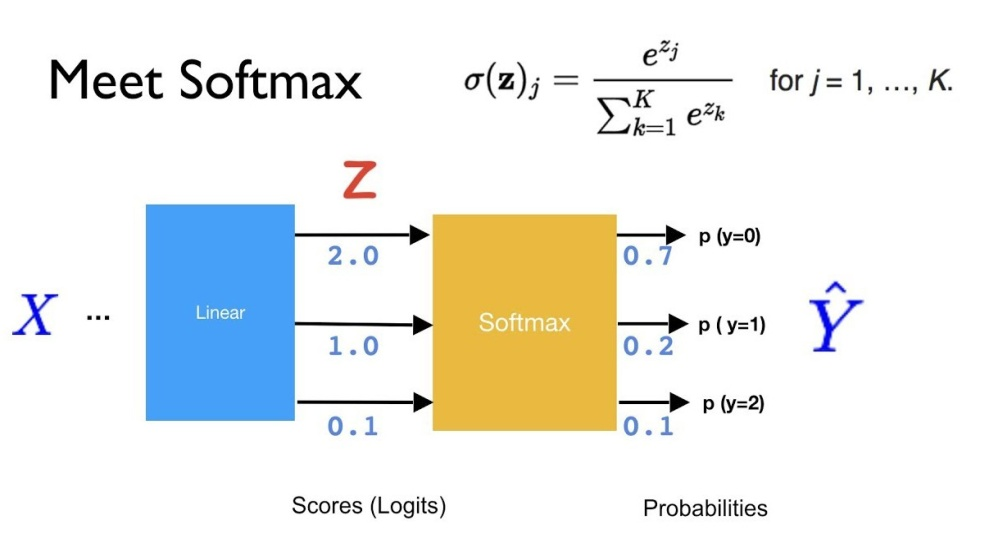 Meet Softmax
σ(𝐳)ⱼ = e^{zⱼ} / ∑_{k=1}^{K} e^{zₖ} for j = 1, …, K.
Z
X ... Linear Softmax Ŷ
2.0 0.7 p (y=0)
1.0 0.2 p ( y=1)
0.1 0.1 p (y=2)
Scores (Logits) Probabilities